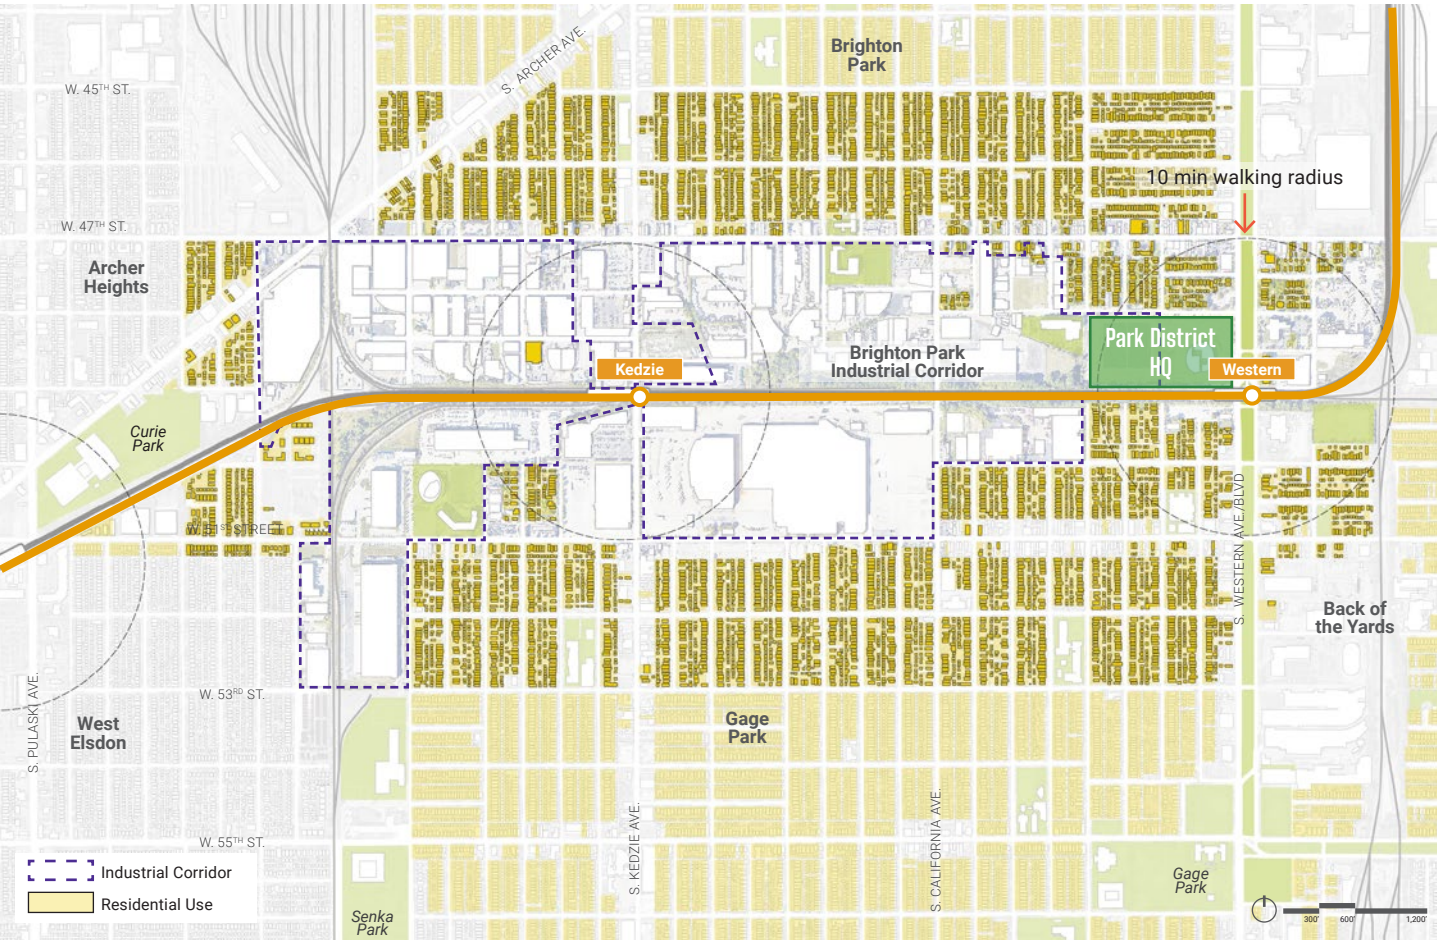 Brighton
Park
S. ARCHER AVE.
W. 45TH ST.
10 min walking radius
W. 47TH ST.
Archer
Heights
Park District
HQ
Brighton Park
Industrial Corridor
Kedzie
Western
Curie
Park
W. 51ST STREET
S. WESTERN AVE./BLVD
Back of
the Yards
W. 53RD ST.
S. PULASKI AVE.
West
Elsdon
Gage
Park
S. KEDZIE AVE.
S. CALIFORNIA AVE.
W. 55TH ST.
Industrial Corridor
Residential Use
Gage
Park
Senka
Park
300' 600' 1,200'